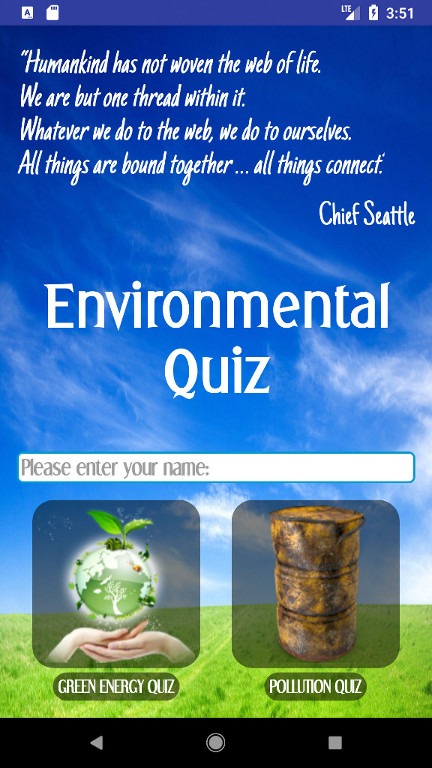 A
LTE
3:51
"Humankind has not woven the web of life.
We are but one thread within it.
Whatever we do to the web, we do to ourselves.
All things are bound together ... all things connect."
Chief Seattle
Environmental
Quiz
Please enter your name:
GREEN ENERGY QUIZ
POLLUTION QUIZ